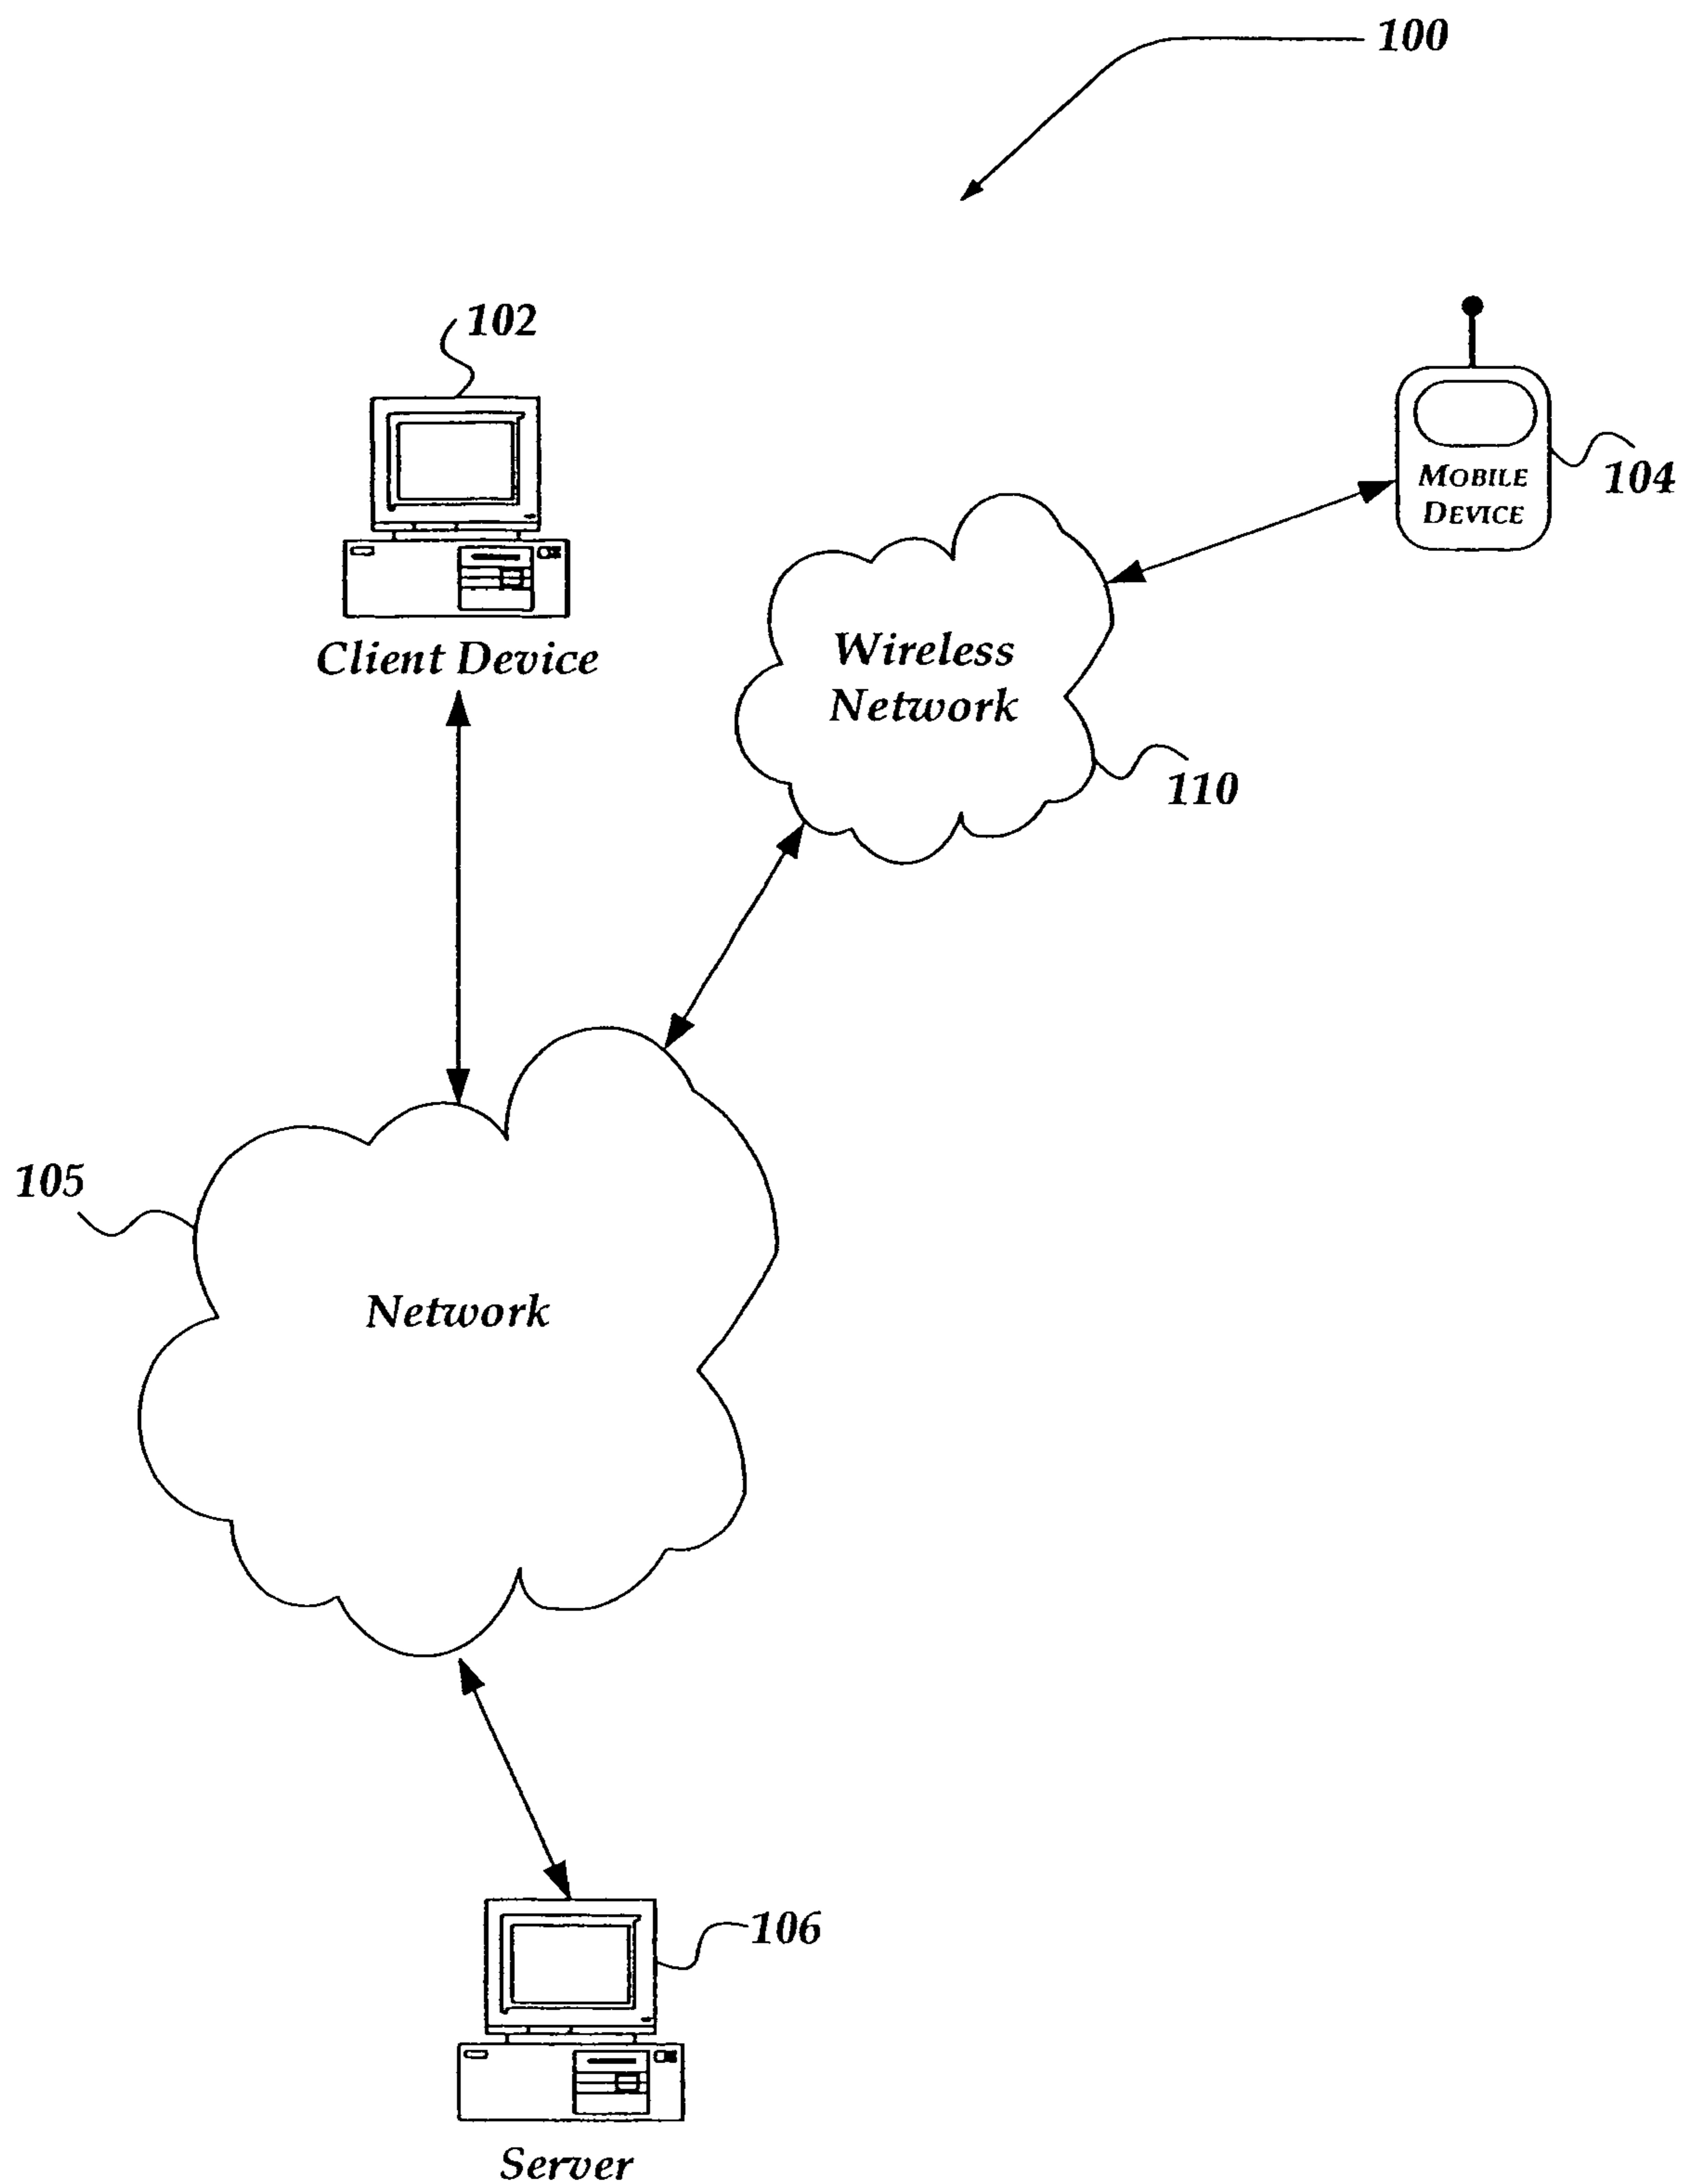 100
102
MOBILE
DEVICE
104
Client Device
Wireless
Network
110
105
Network
106
Server